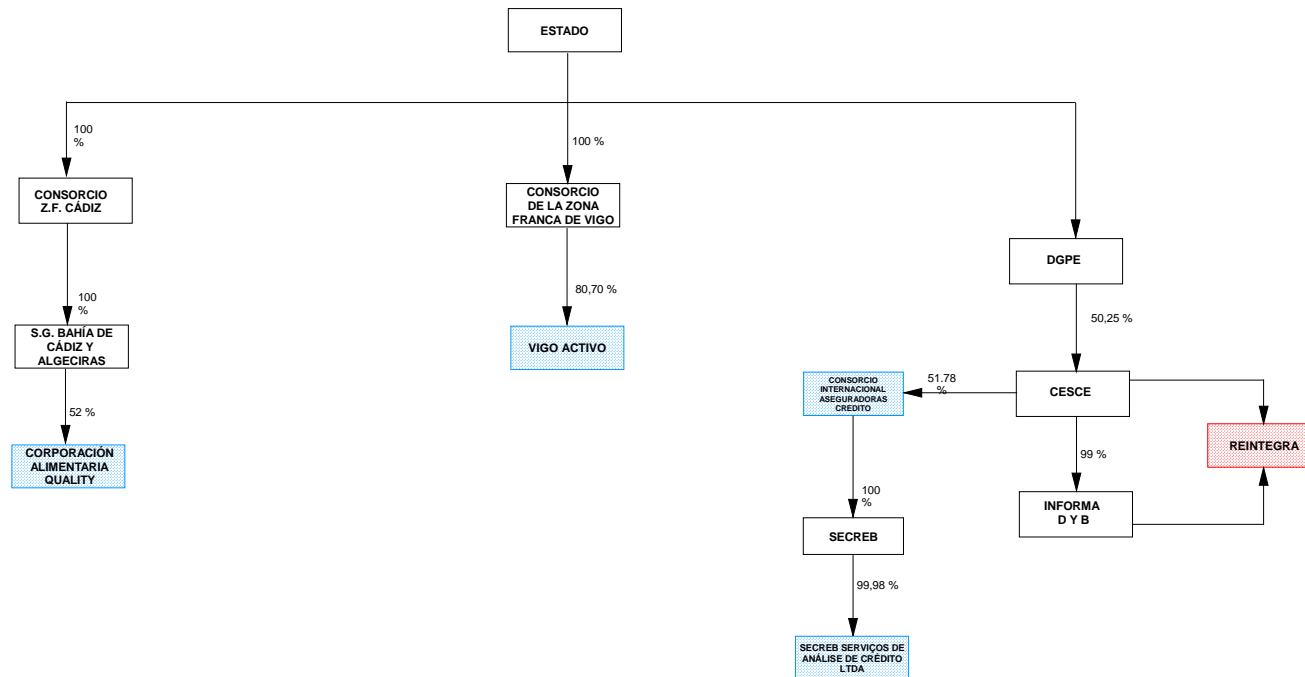 ESTADO
100
%
100 %
CONSORCIO
Z.F. CÁDIZ
CONSORCIO
DE LA ZONA
FRANCA DE VIGO
DGPE
100
%
80,70 %
50,25 %
S.G. BAHÍA DE
CÁDIZ Y
ALGECIRAS
VIGO ACTIVO
CONSORCIO
INTERNACIONAL
ASEGURADORAS
CREDITO
51.78
%
CESCE
52 %
CORPORACIÓN
ALIMENTARIA
QUALITY
99 %
REINTEGRA
100
%
INFORMA
D Y B
SECREB
99,98 %
SECREB SERVIÇOS DE
ANÁLISE DE CRÉDITO
LTDA